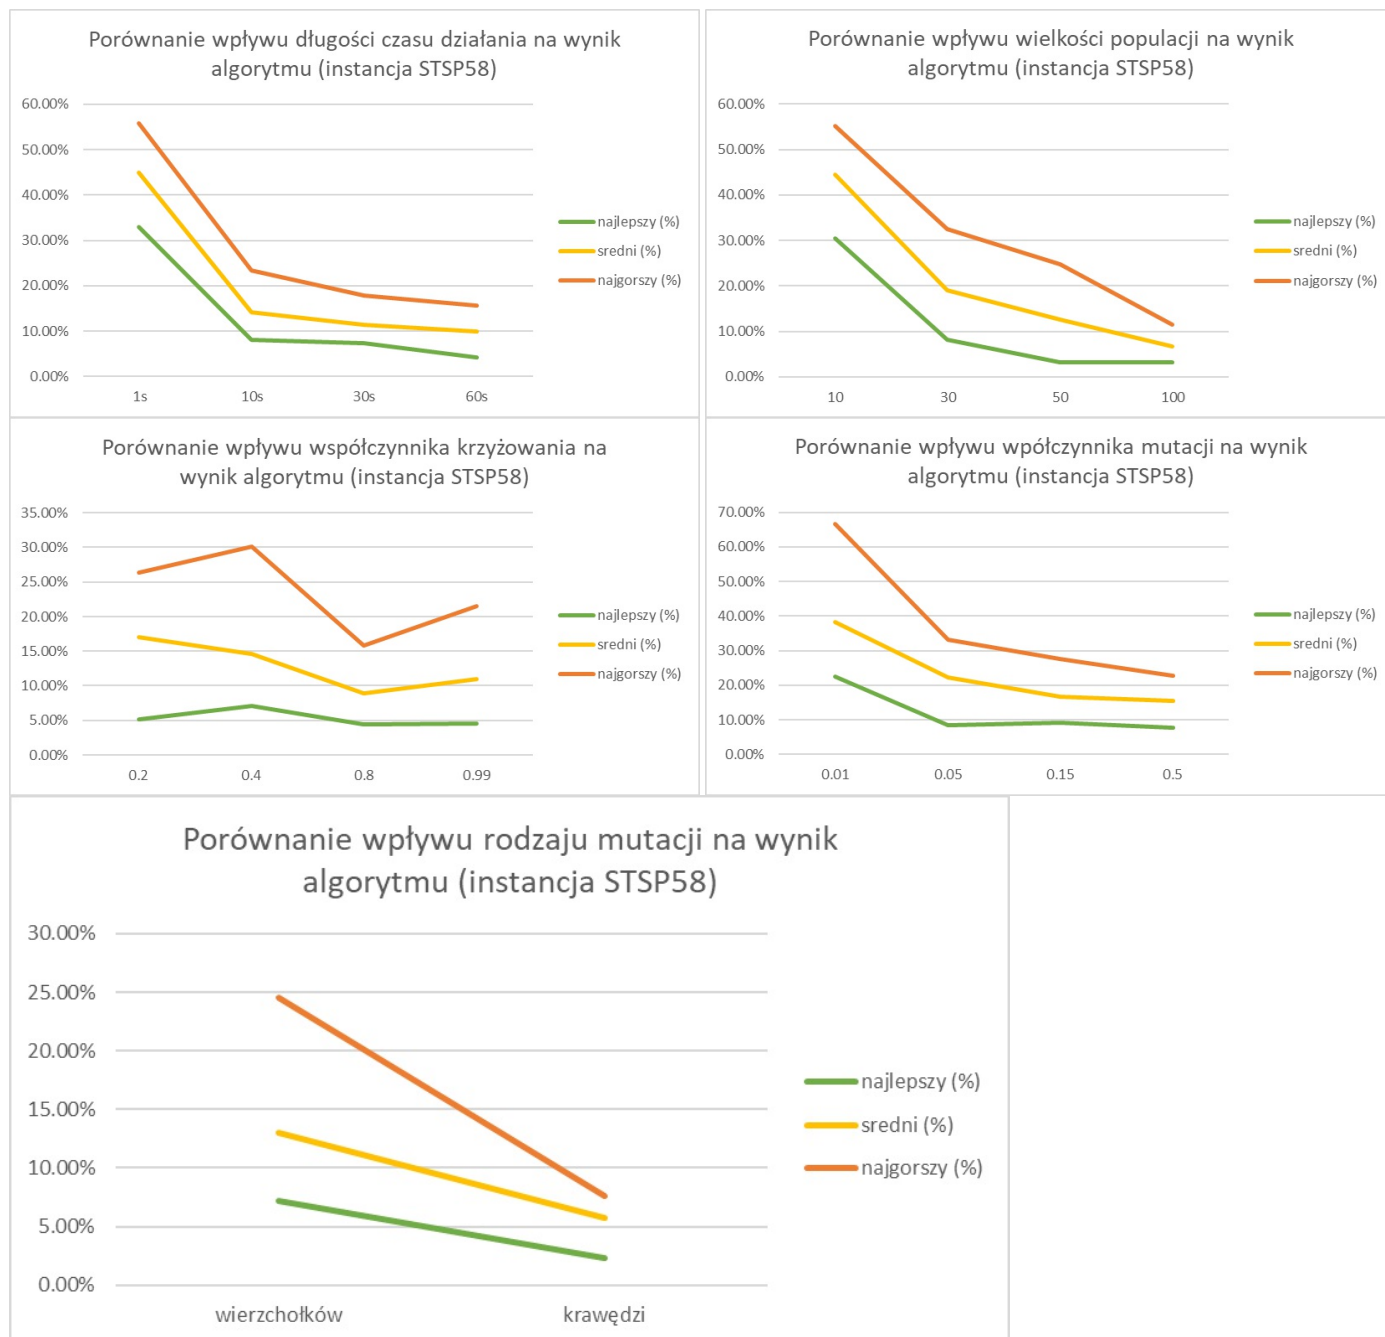 Porównanie wpływu długości czasu działania na wynik
algorytmu (instancja STSP58)
60.00%
50.00%
40.00%
30.00%
20.00%
10.00%
0.00%
1s
10s
30s
60s
najlepszy (%)
sredni (%)
najgorszy (%)
Porównanie wpływu wielkości populacji na wynik
algorytmu (instancja STSP58)
60.00%
50.00%
40.00%
30.00%
20.00%
10.00%
0.00%
10
30
50
100
najlepszy (%)
sredni (%)
najgorszy (%)
Porównanie wpływu współczynnika krzyżowania na
wynik algorytmu (instancja STSP58)
35.00%
30.00%
25.00%
20.00%
15.00%
10.00%
5.00%
0.00%
0.2
0.4
0.8
0.99
najlepszy (%)
sredni (%)
najgorszy (%)
Porównanie wpływu wpółczynnika mutacji na wynik
algorytmu (instancja STSP58)
70.00%
60.00%
50.00%
40.00%
30.00%
20.00%
10.00%
0.00%
0.01
0.05
0.15
0.5
najlepszy (%)
sredni (%)
najgorszy (%)
Porównanie wpływu rodzaju mutacji na wynik
algorytmu (instancja STSP58)
30.00%
25.00%
20.00%
15.00%
10.00%
5.00%
0.00%
wierzchołków
krawędzi
najlepszy (%)
sredni (%)
najgorszy (%)